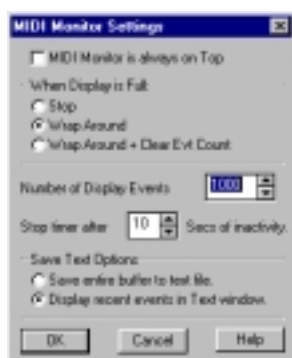 MIDI Monitor Settings
MIDI Monitor is always on Top
When Display is Full:
Stop
Wrap Around
Wrap Around + Clear Evt Count
Number of Display Events 1000
Stop timer after 10 Secs of inactivity.
Save Text Options
Save entire buffer to text file.
Display recent events in Text window.
OK Cancel Help